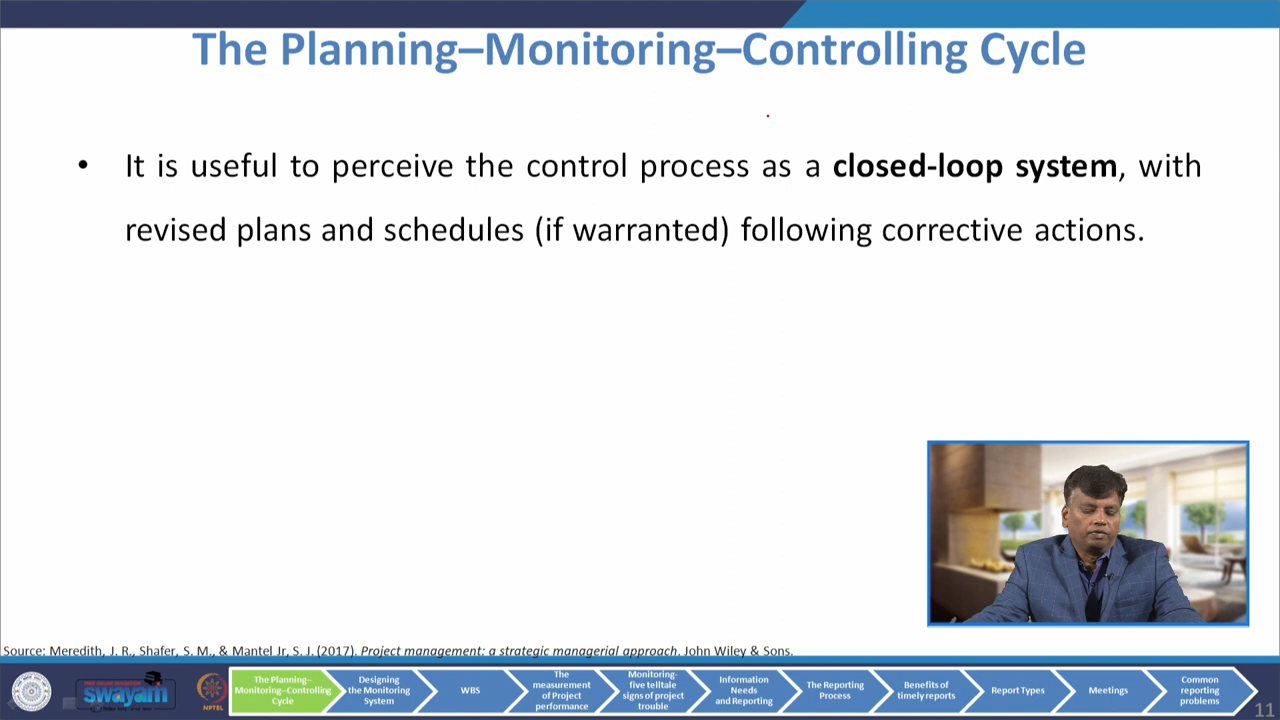 The Planning–Monitoring–Controlling Cycle
• It is useful to perceive the control process as a closed-loop system, with
revised plans and schedules (if warranted) following corrective actions.
Source: Meredith, J. R., Shafer, S. M., & Mantel Jr, S. J. (2017). Project management: a strategic managerial approach. John Wiley & Sons.
swayam
NPTEL
The Planning–
Monitoring–Controlling
Cycle
Designing
the Monitoring
System
WBS
The
measurement
of Project
performance
Monitoring-
five telltale
signs of project
trouble
Information
Needs
and Reporting
The Reporting
Process
Benefits of
timely reports
Report Types
Meetings
Common
reporting
problems
11